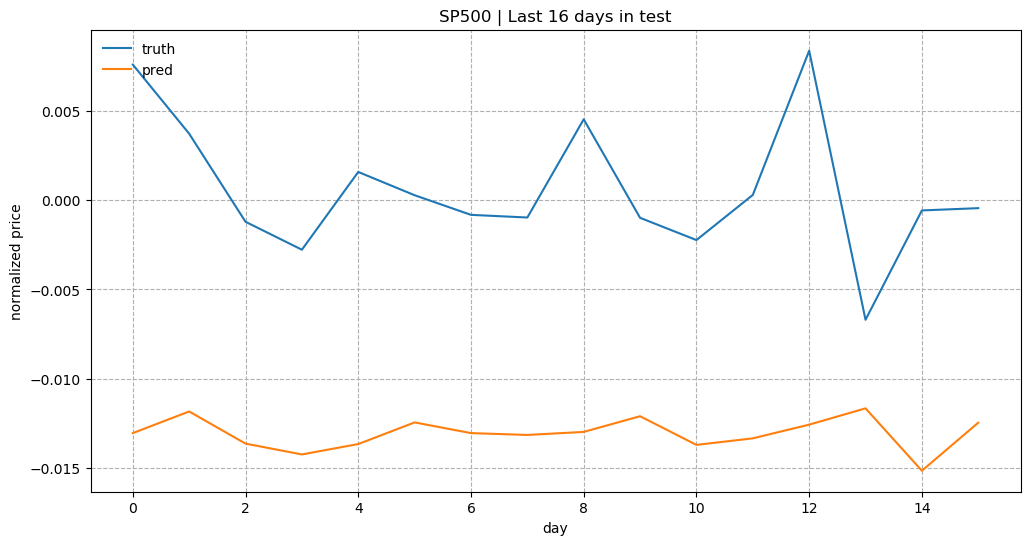 SP500 | Last 16 days in test
truth
pred
0.005
0.000
−0.005
−0.010
−0.015
normalized price
0 2 4 6 8 10 12 14
day